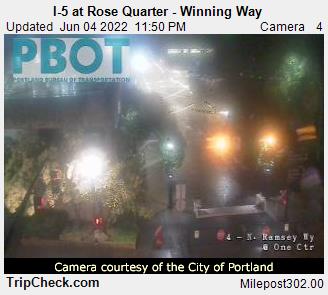 I-5 at Rose Quarter - Winning Way
Updated Jun 04 2022 11:50 PM Camera 4
PBOT
PORTLAND BUREAU OF TRANSPORTATION
4 - N. Ramsey Wy
@ One Ctr
Camera courtesy of the City of Portland
TripCheck.com Milepost302.00